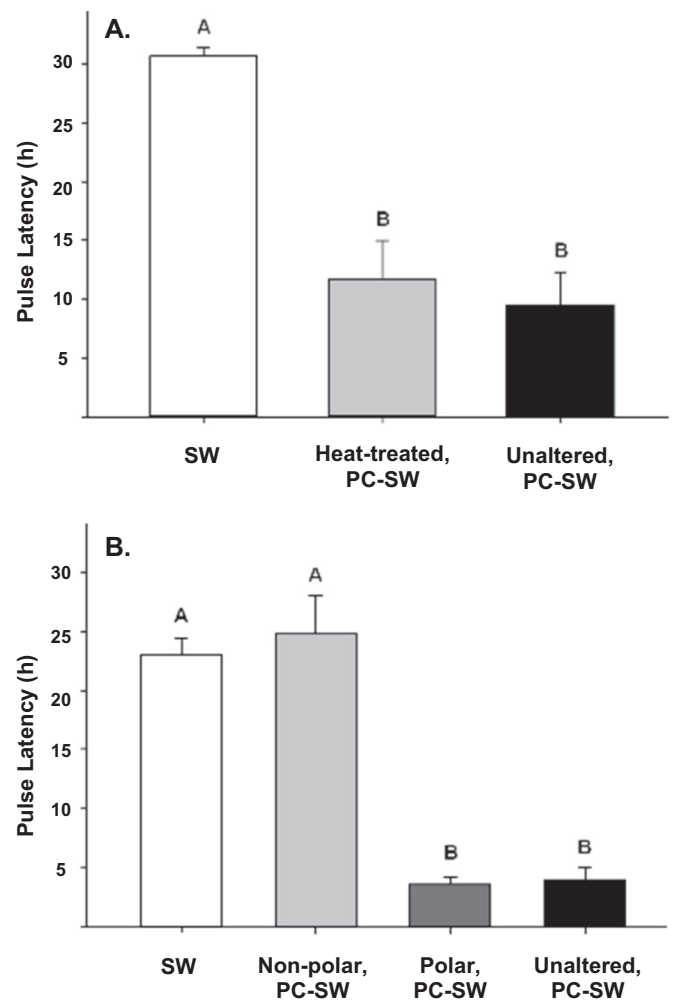 A.
A
B
B
30
25
20
15
10
5
Pulse Latency (h)
SW
Heat-treated,
PC-SW
Unaltered,
PC-SW
B.
A
A
B
B
30
25
20
15
10
5
Pulse Latency (h)
SW
Non-polar,
PC-SW
Polar,
PC-SW
Unaltered,
PC-SW